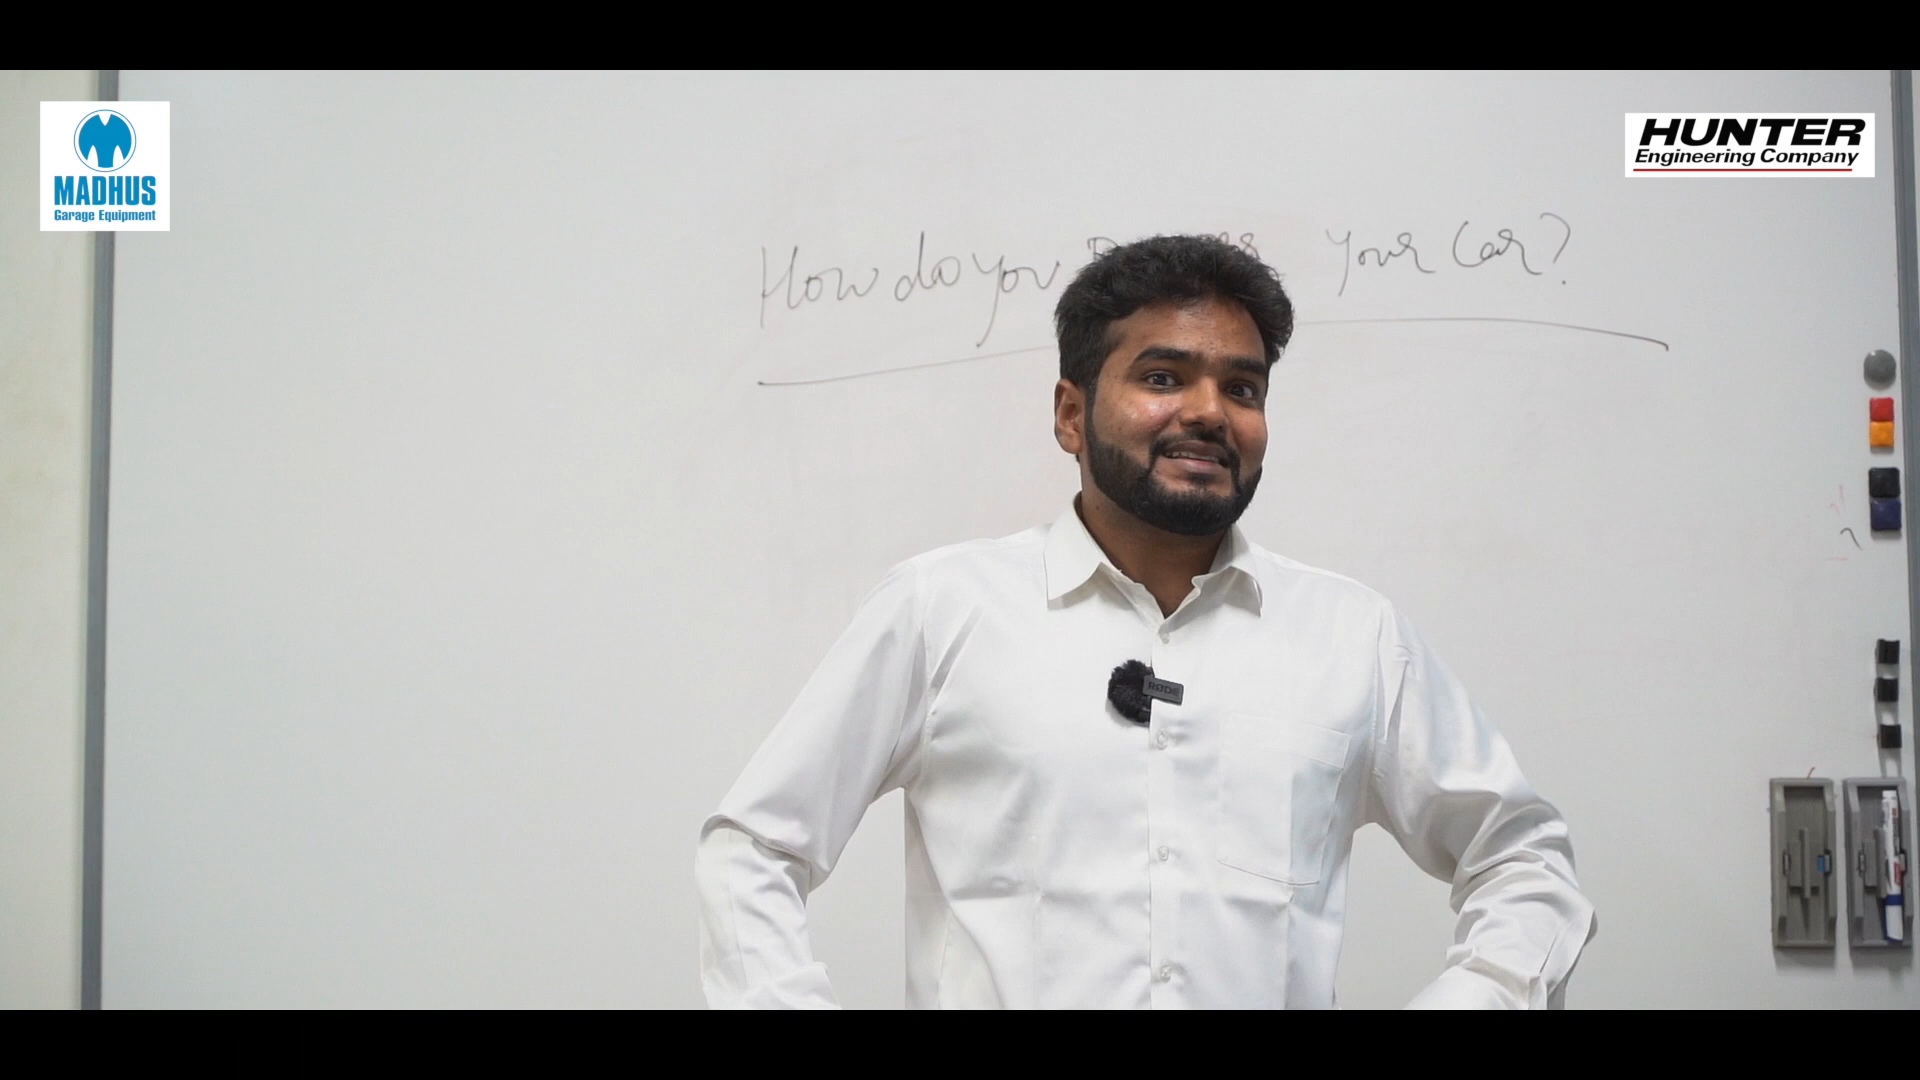 MADHUS
Garage Equipment
HUNTER
Engineering Company
How do you your Car?
RØDE